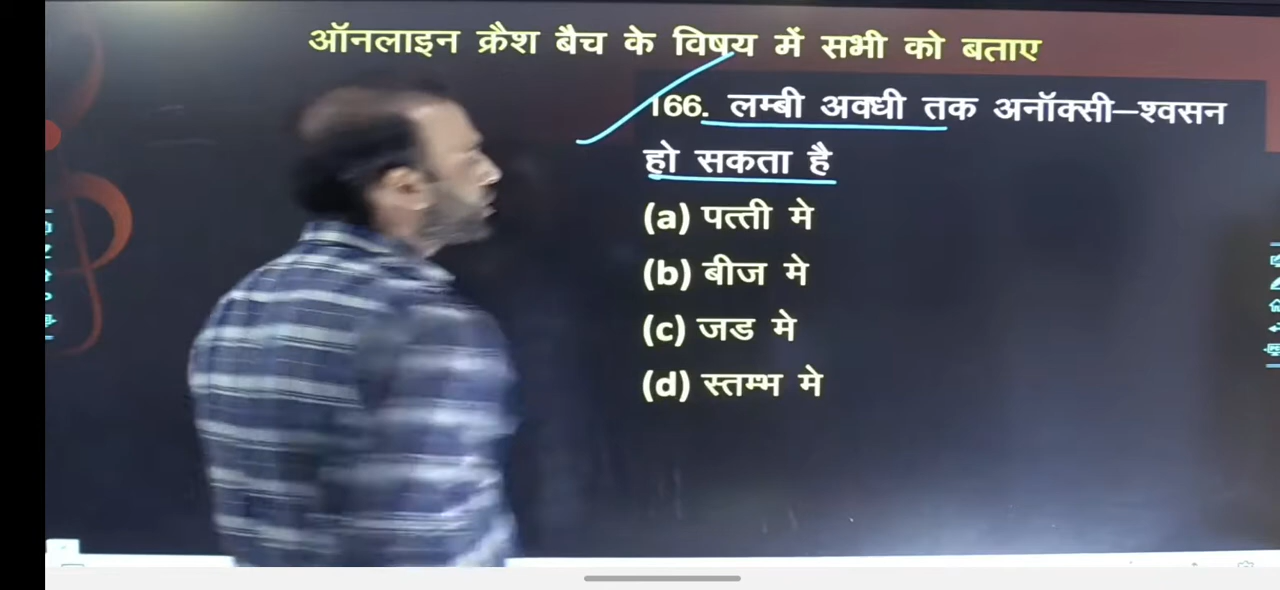 ऑनलाइन क्रैश बैच के विषय में सभी को बताए
166. लम्बी अवधी तक अनॉक्सी–श्वसन
हो सकता है
(a) पत्ती मे
(b) बीज मे
(c) जड मे
(d) स्तम्भ मे